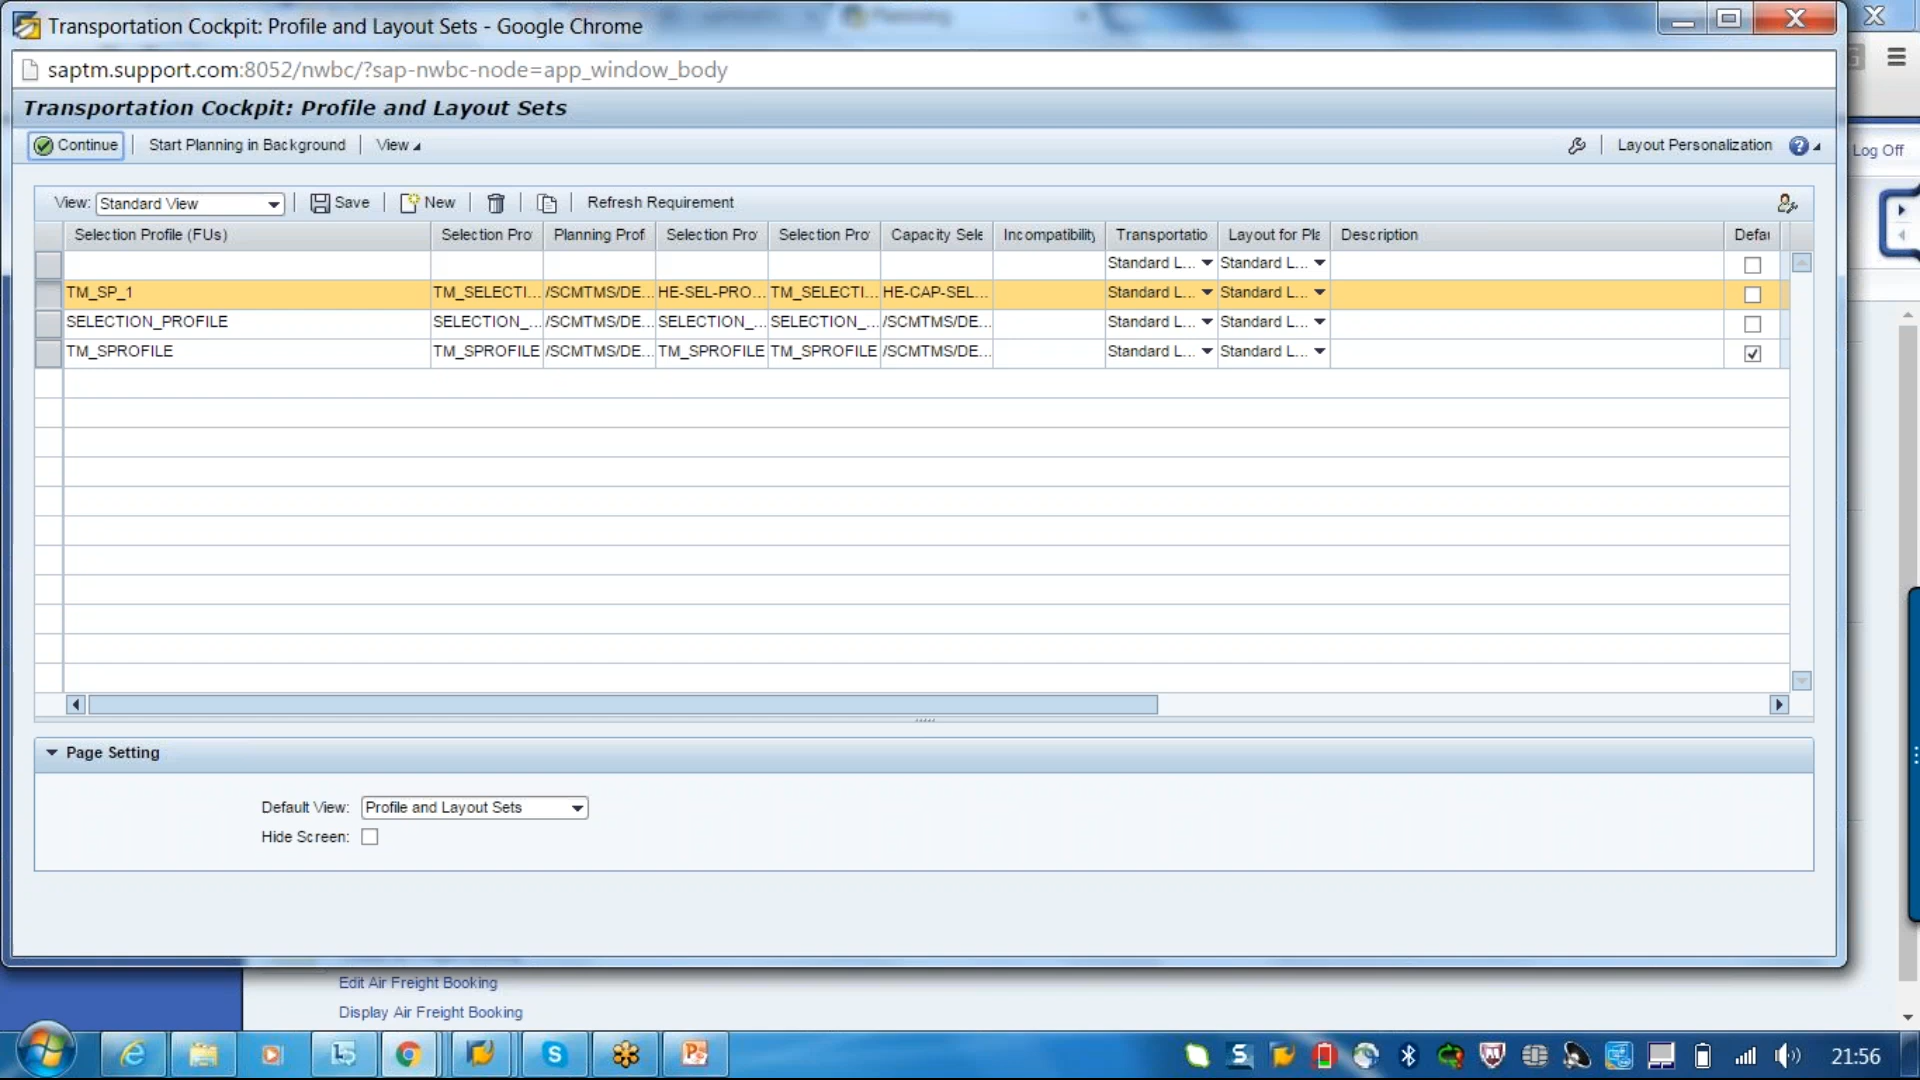 Transportation Cockpit: Profile and Layout Sets - Google Chrome
saptm.support.com:8052/nwbc/?sap-nwbc-node=app_window_body
Transportation Cockpit: Profile and Layout Sets
Continue Start Planning in Background View Layout Personalization
Log Off
View: Standard View Save New Refresh Requirement
Selection Profile (FUs) Selection Pro Planning Prof Selection Pro Selection Pro Capacity Sele Incompatibility Transportatio Layout for Pla Description Defau
Standard L... Standard L...
TM_SP_1 TM_SELECTI... /SCMTMS/DE... HE-SEL-PRO... TM_SELECTI... HE-CAP-SEL... Standard L... Standard L...
SELECTION_PROFILE SELECTION_... /SCMTMS/DE... SELECTION_... SELECTION_... /SCMTMS/DE... Standard L... Standard L...
TM_SPROFILE TM_SPROFILE /SCMTMS/DE... TM_SPROFILE TM_SPROFILE /SCMTMS/DE... Standard L... Standard L...
Page Setting
Default View: Profile and Layout Sets
Hide Screen:
Edit Air Freight Booking
Display Air Freight Booking
21:56